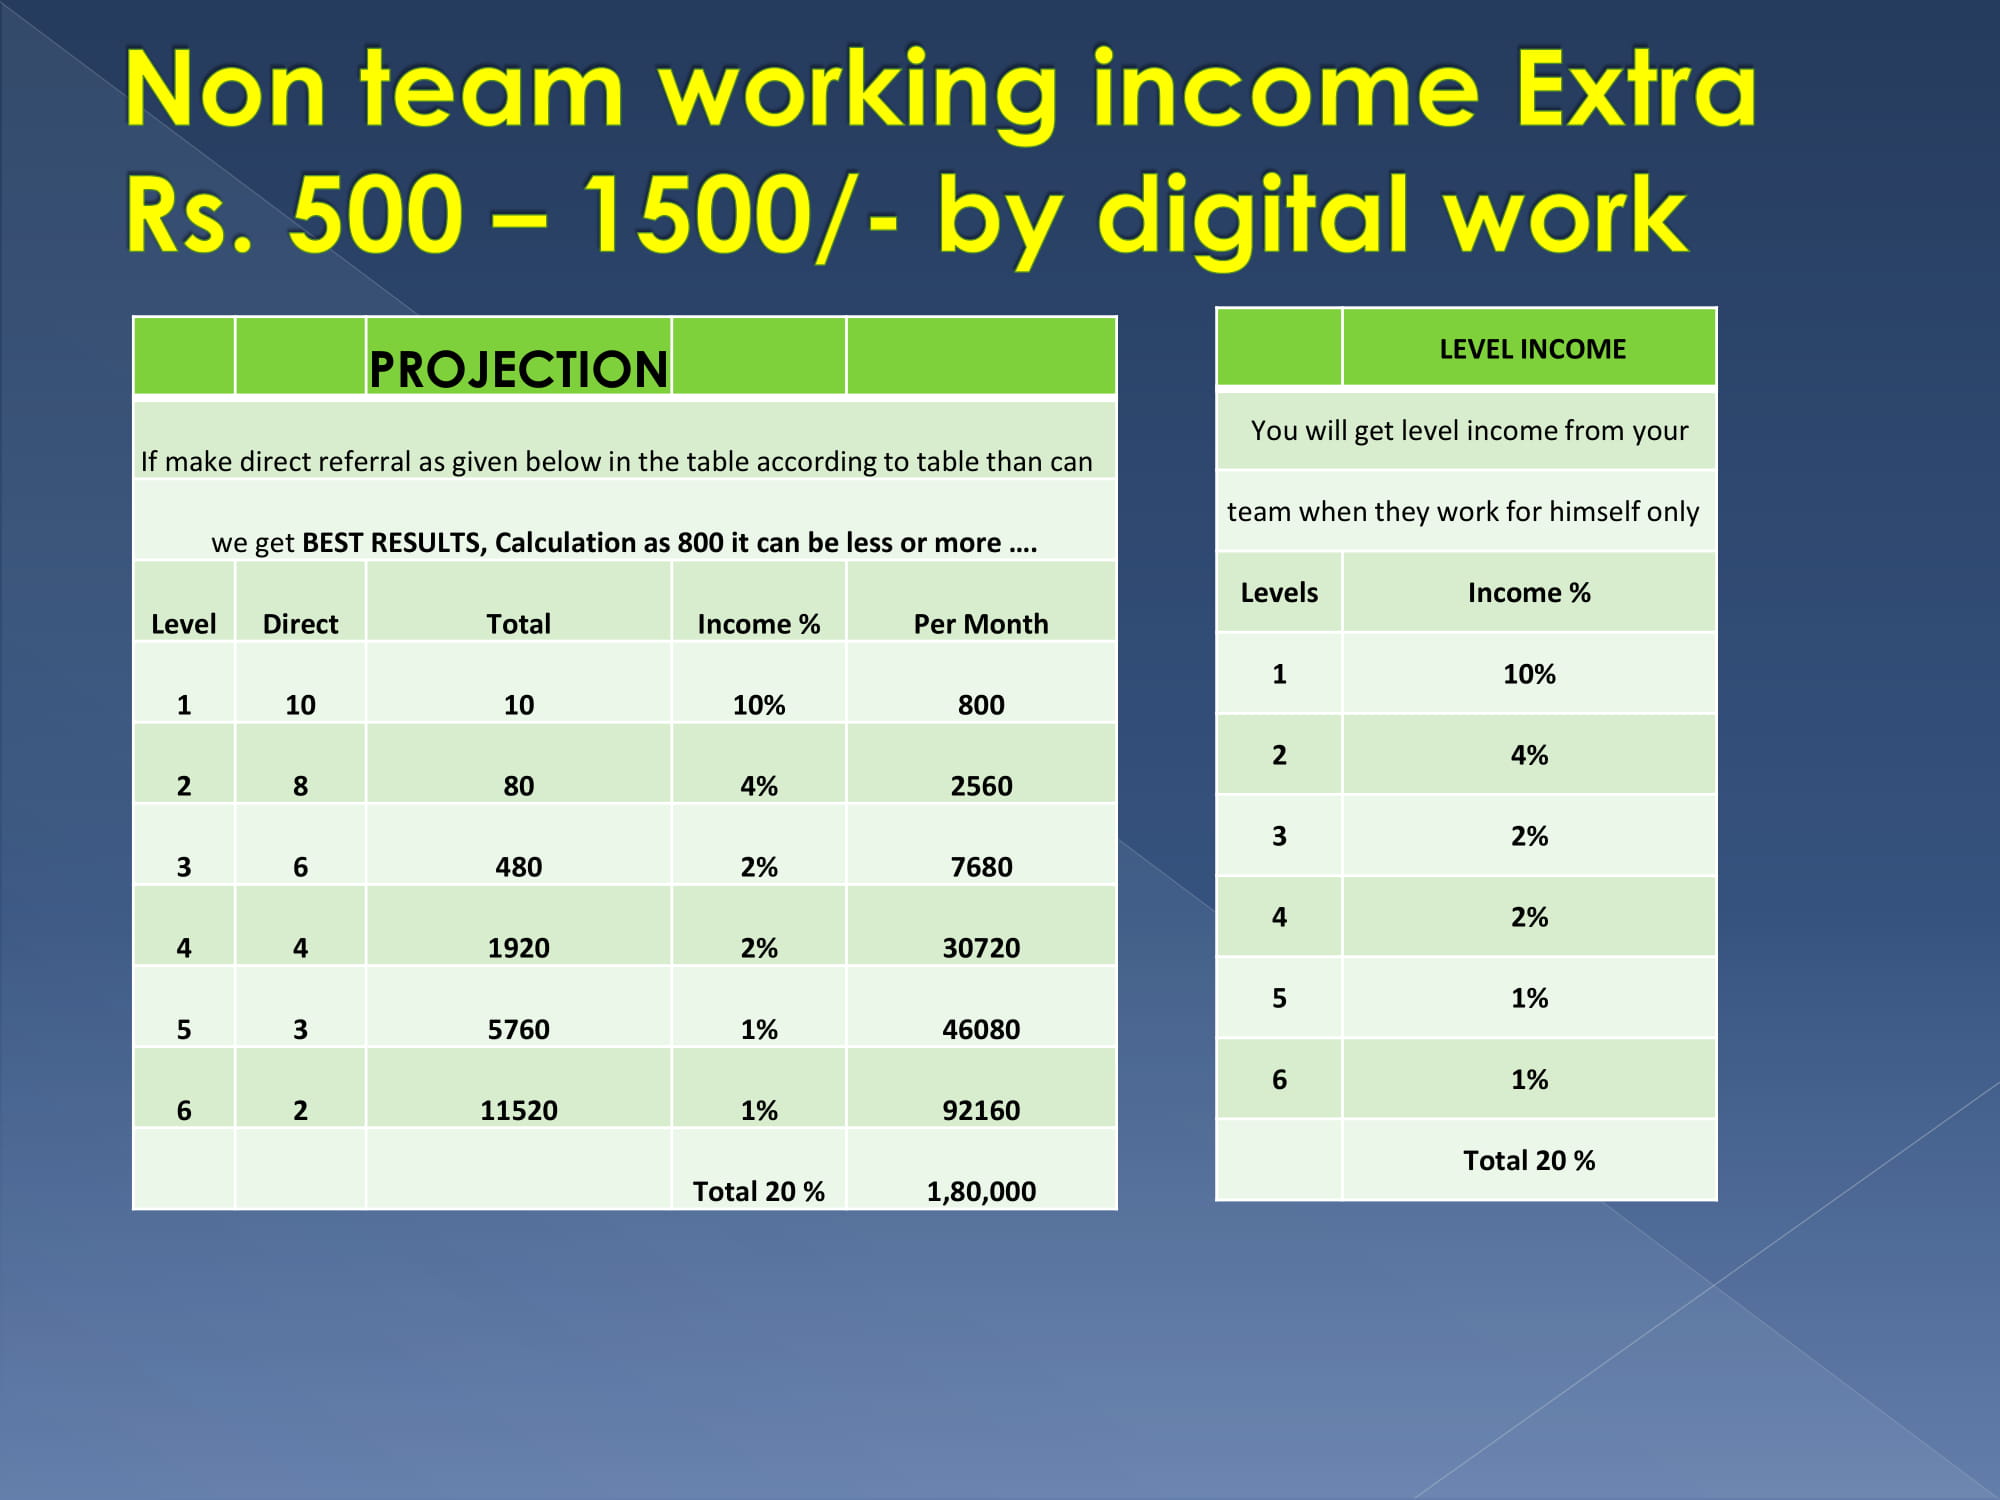 Non team working income Extra
Rs. 500 – 1500/- by digital work
PROJECTION
If make direct referral as given below in the table according to table than can
we get BEST RESULTS, Calculation as 800 it can be less or more ....
Level Direct Total Income % Per Month
1 10 10 10% 800
2 8 80 4% 2560
3 6 480 2% 7680
4 4 1920 2% 30720
5 3 5760 1% 46080
6 2 11520 1% 92160
Total 20 % 1,80,000
LEVEL INCOME
You will get level income from your
team when they work for himself only
Levels Income %
1 10%
2 4%
3 2%
4 2%
5 1%
6 1%
Total 20 %